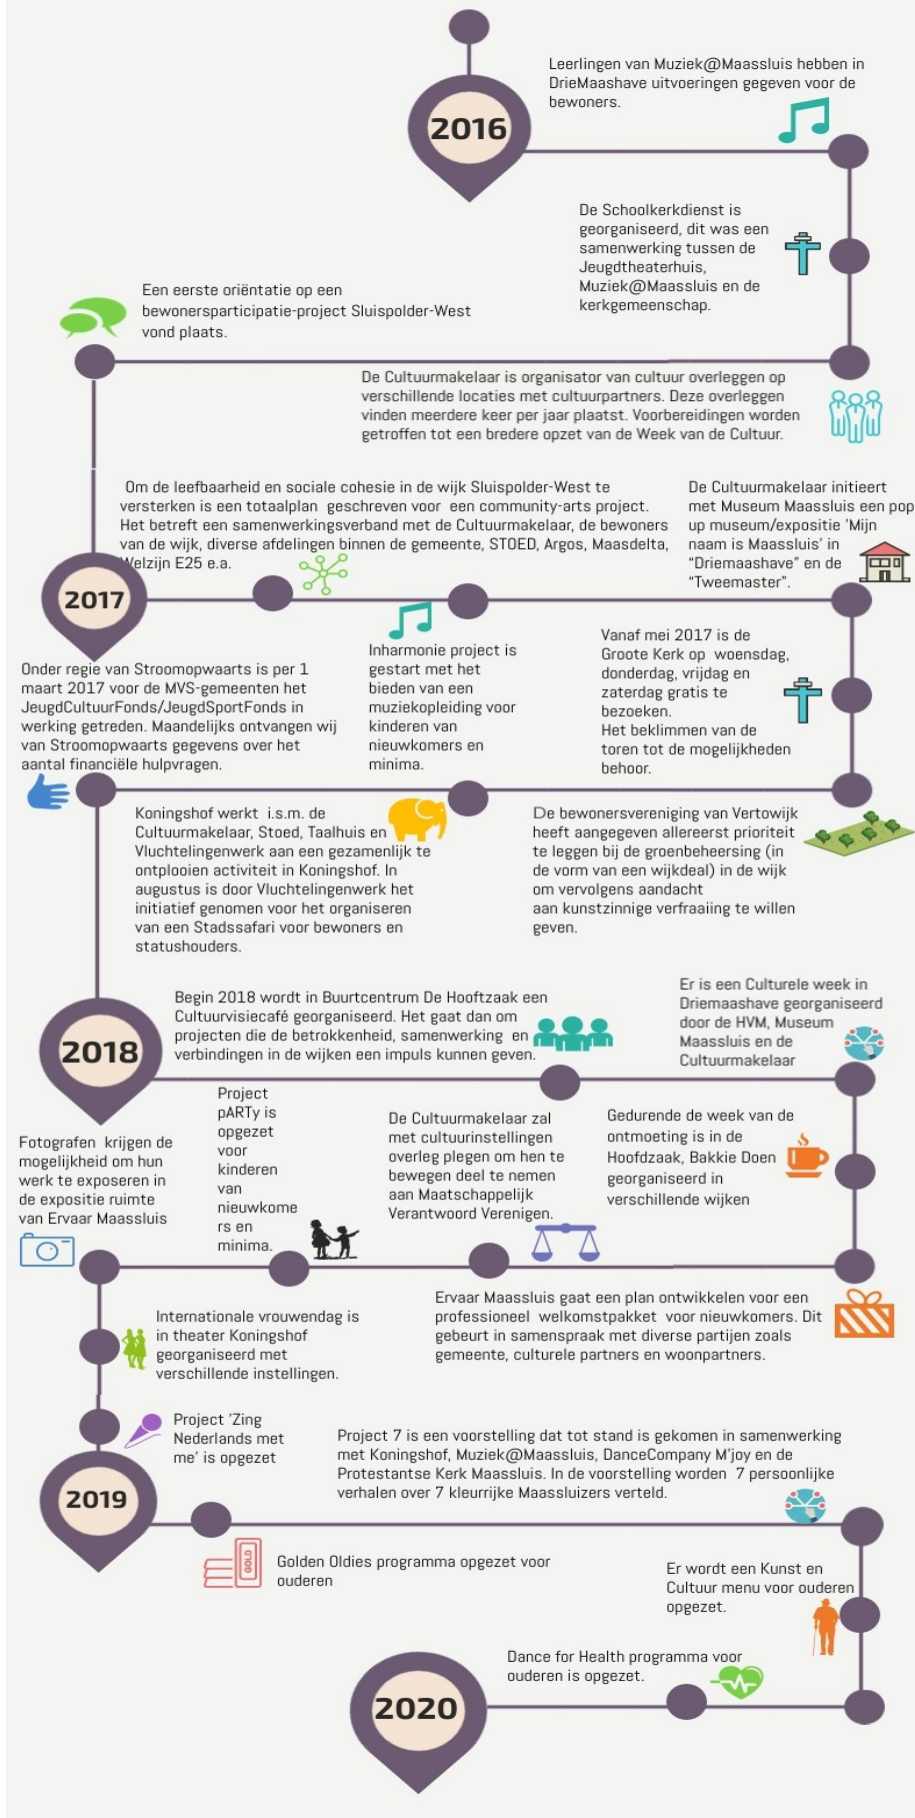 Leerlingen van Muziek@Maassluis hebben in
DrieMaashave uitvoeringen gegeven voor de
bewoners.
2016
De Schoolkerkdienst is
georganiseerd, dit was een
samenwerking tussen de
Jeugdtheaterhuis,
Muziek@Maassluis en de
kerkgemeenschap.
Een eerste oriëntatie op een
bewonersparticipatie-project Sluispolder-West
vond plaats.
De Cultuurmakelaar is organisator van cultuur overleggen op
verschillende locaties met cultuurpartners. Deze overleggen
vinden meerdere keer per jaar plaatst. Voorbereidingen worden
getroffen tot een bredere opzet van de Week van de Cultuur.
Om de leefbaarheid en sociale cohesie in de wijk Sluispolder-West te
versterken is een totaalplan geschreven voor een community-arts project.
Het betreft een samenwerkingsverband met de Cultuurmakelaar, de bewoners
van de wijk, diverse afdelingen binnen de gemeente, STOED, Argos, Maasdelta,
Welzijn E25 e.a.
De Cultuurmakelaar initieert
met Museum Maassluis een pop
up museum/expositie 'Mijn
naam is Maassluis' in
"Driemaashave" en de
"Tweemaster".
2017
Onder regie van Stroomopwaarts is per 1
maart 2017 voor de MVS-gemeenten het
JeugdCultuurFonds/JeugdSportFonds in
werking getreden. Maandelijks ontvangen wij
van Stroomopwaarts gegevens over het
aantal financiële hulpvragen.
Inharmonie project is
gestart met het
bieden van een
muziekopleiding voor
kinderen van
nieuwkomers en
minima.
Vanaf mei 2017 is de
Groote Kerk op woensdag,
donderdag, vrijdag en
zaterdag gratis te
bezoeken.
Het beklimmen van de
toren tot de mogelijkheden
behoor.
Koningshof werkt i.s.m. de
Cultuurmakelaar, Stoed, Taalhuis en
Vluchtelingenwerk aan een gezamenlijk te
ontplooien activiteit in Koningshof. In
augustus is door Vluchtelingenwerk het
initiatief genomen voor het organiseren
van een Stadssafari voor bewoners en
statushouders.
De bewonersvereniging van Vertowijk
heeft aangegeven allereerst prioriteit
te leggen bij de groenbeheersing (in
de vorm van een wijkdeal) in de wijk
om vervolgens aandacht
aan kunstzinnige verfraaiing te willen
geven.
Begin 2018 wordt in Buurtcentrum De Hooftzaak een
Cultuurvisiecafé georganiseerd. Het gaat dan om
projecten die de betrokkenheid, samenwerking en
verbindingen in de wijken een impuls kunnen geven.
Er is een Culturele week in
Driemaashave georganiseerd
door de HVM, Museum
Maassluis en de
Cultuurmakelaar
2018
Fotografen krijgen de
mogelijkheid om hun
werk te exposeren in
de expositie ruimte
van Ervaar Maassluis
Project
pARTy is
opgezet
voor
kinderen
van
nieuwkome
rs en
minima.
De Cultuurmakelaar zal
met cultuurinstellingen
overleg plegen om hen te
bewegen deel te nemen
aan Maatschappelijk
Verantwoord Verenigen.
Gedurende de week van de
ontmoeting is in de
Hoofdzaak, Bakkie Doen
georganiseerd in
verschillende wijken
Internationale vrouwendag is
in theater Koningshof
georganiseerd met
verschillende instellingen.
Ervaar Maassluis gaat een plan ontwikkelen voor een
professioneel welkomstpakket voor nieuwkomers. Dit
gebeurt in samenspraak met diverse partijen zoals
gemeente, culturele partners en woonpartners.
Project 'Zing
Nederlands met
me' is opgezet
Project 7 is een voorstelling dat tot stand is gekomen in samenwerking
met Koningshof, Muziek@Maassluis, DanceCompany M'joy en de
Protestantse Kerk Maassluis. In de voorstelling worden 7 persoonlijke
verhalen over 7 kleurrijke Maassluizers verteld.
2019
GOLD
Golden Oldies programma opgezet voor
ouderen
Er wordt een Kunst en
Cultuur menu voor ouderen
opgezet.
Dance for Health programma voor
ouderen is opgezet.
2020